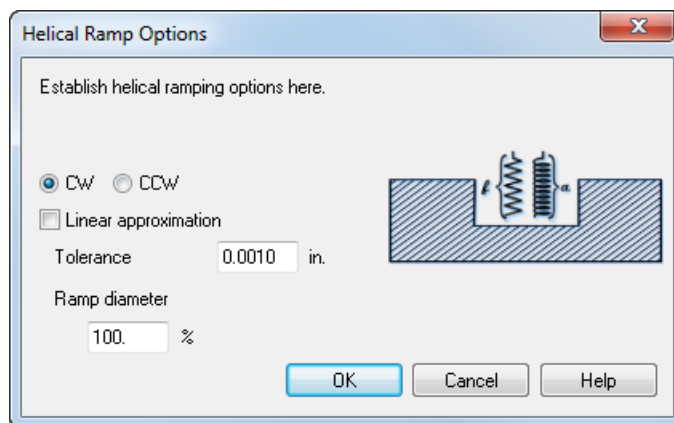 Helical Ramp Options
Establish helical ramping options here.
CW CCW
ℓ a
Linear approximation
Tolerance 0.0010 in.
Ramp diameter
100. %
OK Cancel Help